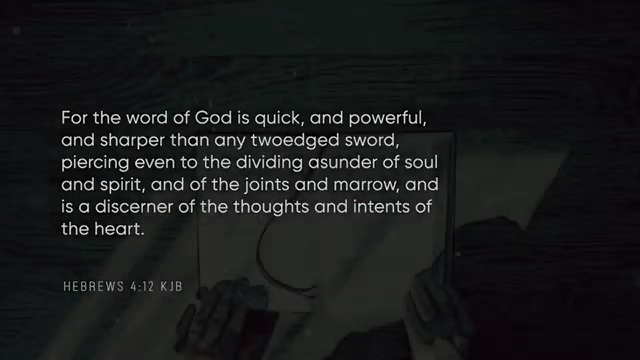 For the word of God is quick, and powerful,
and sharper than any twoedged sword,
piercing even to the dividing asunder of soul
and spirit, and of the joints and marrow, and
is a discerner of the thoughts and intents of
the heart.
HEBREWS 4:12 KJB